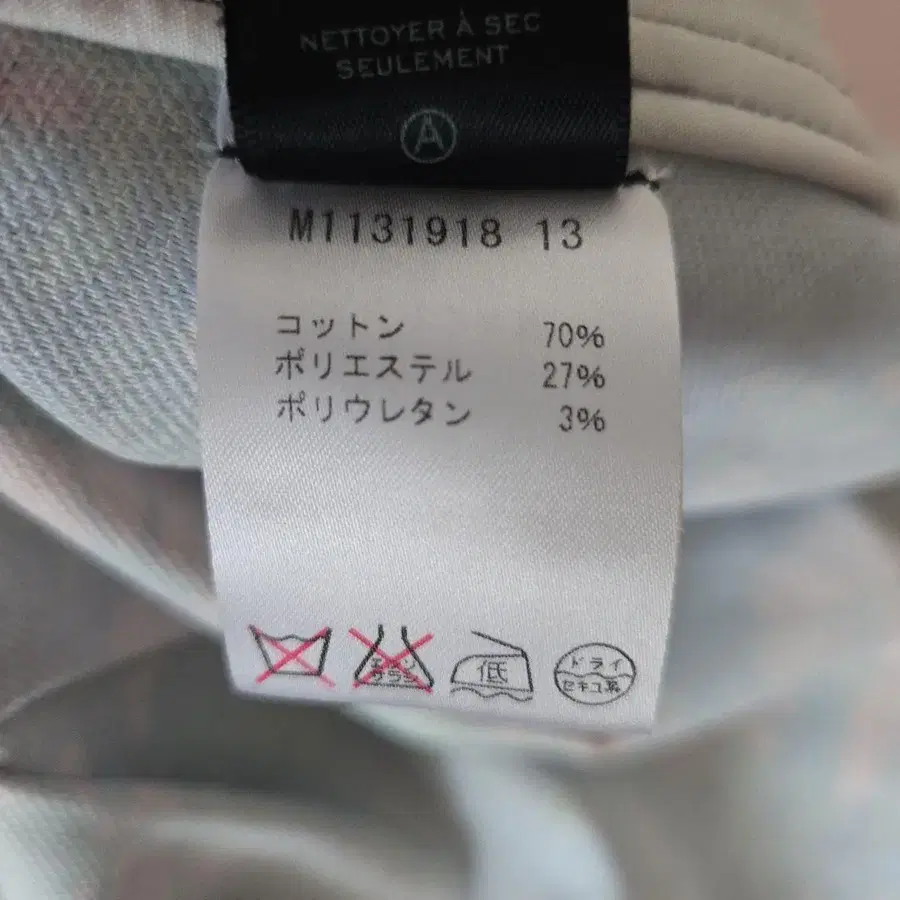 NETTOYER À SEC
SEULEMENT
A
M1131918 13
コットン 70%
ポリエステル 27%
ポリウレタン 3%
エンソ
サラシ
低
ドライ
セキユ系